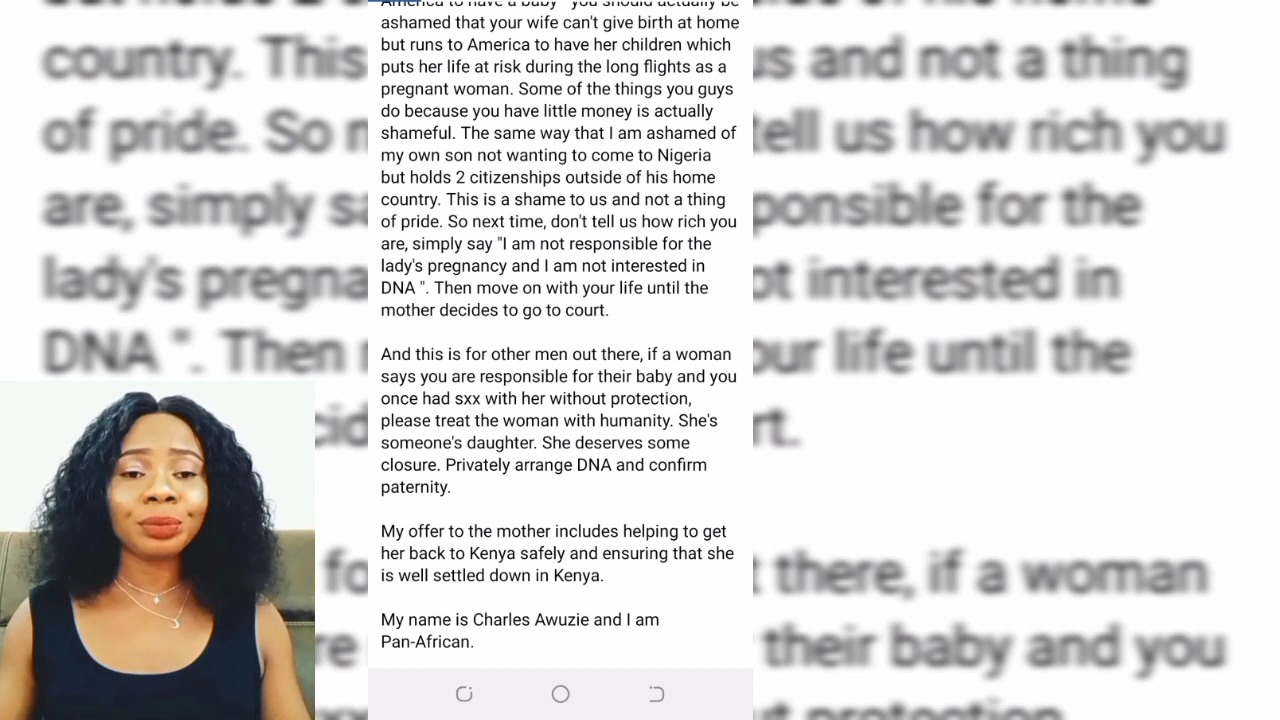 America to have a baby" you should actually be
ashamed that your wife can't give birth at home
but runs to America to have her children which
puts her life at risk during the long flights as a
pregnant woman. Some of the things you guys
do because you have little money is actually
shameful. The same way that I am ashamed of
my own son not wanting to come to Nigeria
but holds 2 citizenships outside of his home
country. This is a shame to us and not a thing
of pride. So next time, don't tell us how rich you
are, simply say "I am not responsible for the
lady's pregnancy and I am not interested in
DNA ". Then move on with your life until the
mother decides to go to court.
And this is for other men out there, if a woman
says you are responsible for their baby and you
once had sxx with her without protection,
please treat the woman with humanity. She's
someone's daughter. She deserves some
closure. Privately arrange DNA and confirm
paternity.
My offer to the mother includes helping to get
her back to Kenya safely and ensuring that she
is well settled down in Kenya.
My name is Charles Awuzie and I am
Pan-African.